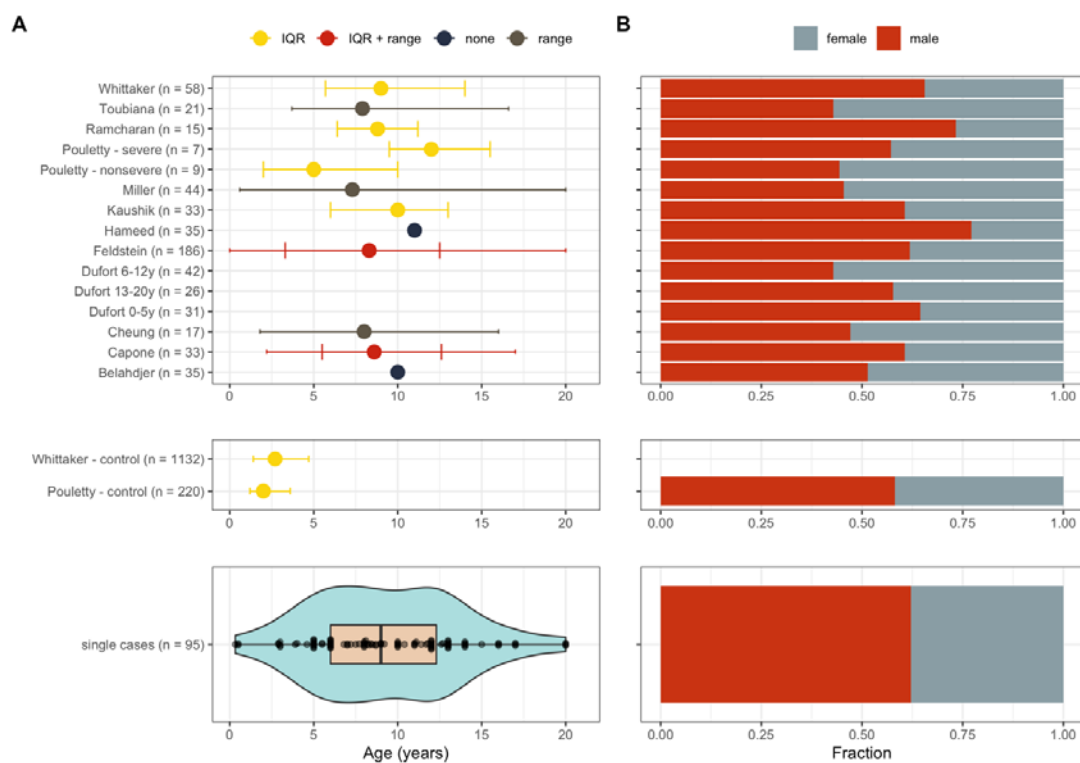 A
B
IQR IQR + range none range
female male
Whittaker (n = 58)
Toubiana (n = 21)
Ramcharan (n = 15)
Pouletty - severe (n = 7)
Pouletty - nonsevere (n = 9)
Miller (n = 44)
Kaushik (n = 33)
Hameed (n = 35)
Feldstein (n = 186)
Dufort 6-12y (n = 42)
Dufort 13-20y (n = 26)
Dufort 0-5y (n = 31)
Cheung (n = 17)
Capone (n = 33)
Belahdjer (n = 35)
0 5 10 15 20
0.00 0.25 0.50 0.75 1.00
Whittaker - control (n = 1132)
Pouletty - control (n = 220)
0 5 10 15 20
0.00 0.25 0.50 0.75 1.00
single cases (n = 95)
0 5 10 15 20
0.00 0.25 0.50 0.75 1.00
Age (years)
Fraction